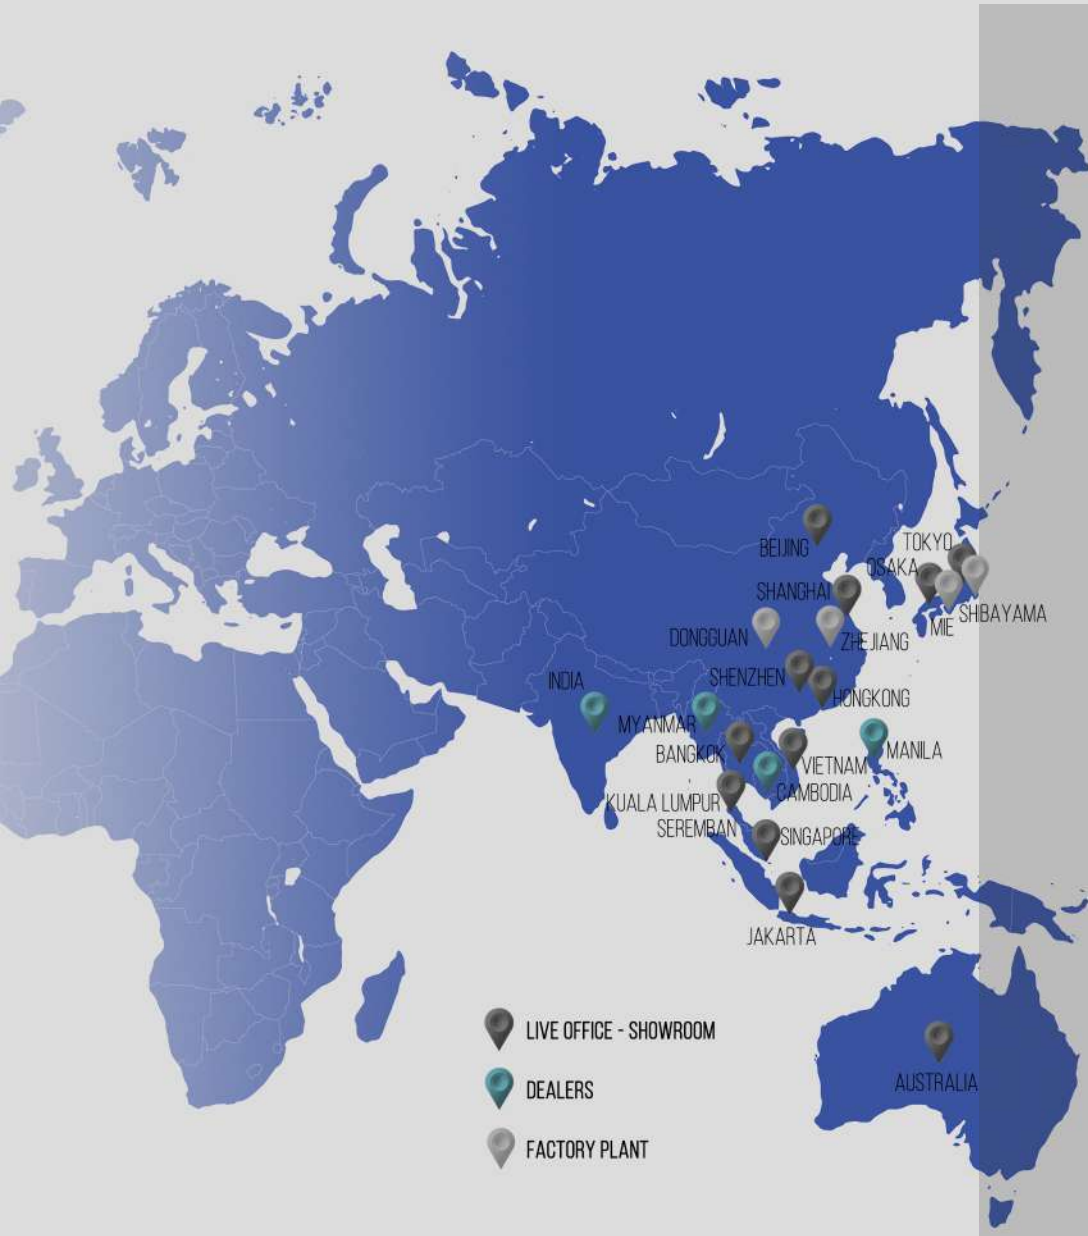 TOKYO
BEIJING
OSAKA
SHANGHAI
SHIBAYAMA
MIE
DONGGUAN
ZHEJIANG
SHENZHEN
INDIA
HONGKONG
MYANMAR
MANILA
BANGKOK
VIETNAM
CAMBODIA
KUALA LUMPUR
SEREMBAN
SINGAPORE
JAKARTA
LIVE OFFICE - SHOWROOM
AUSTRALIA
DEALERS
FACTORY PLANT